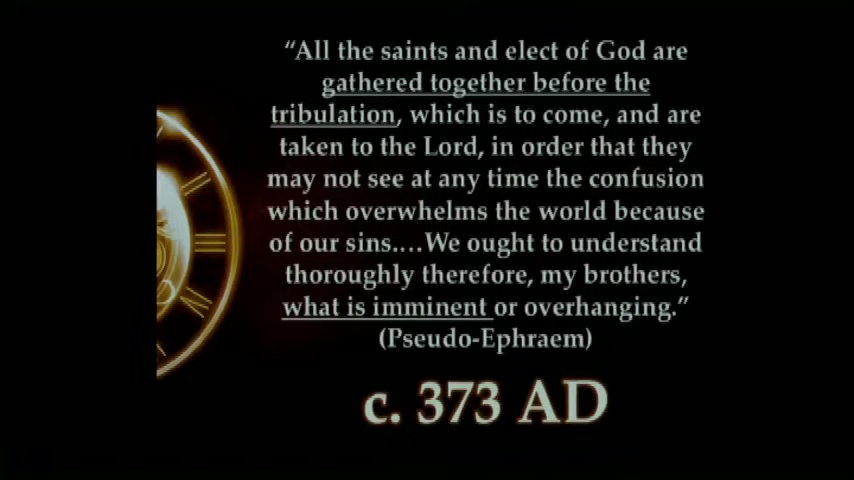 “All the saints and elect of God are
gathered together before the
tribulation, which is to come, and are
taken to the Lord, in order that they
may not see at any time the confusion
which overwhelms the world because
of our sins.…We ought to understand
thoroughly therefore, my brothers,
what is imminent or overhanging.”
(Pseudo-Ephraem)
c. 373 AD